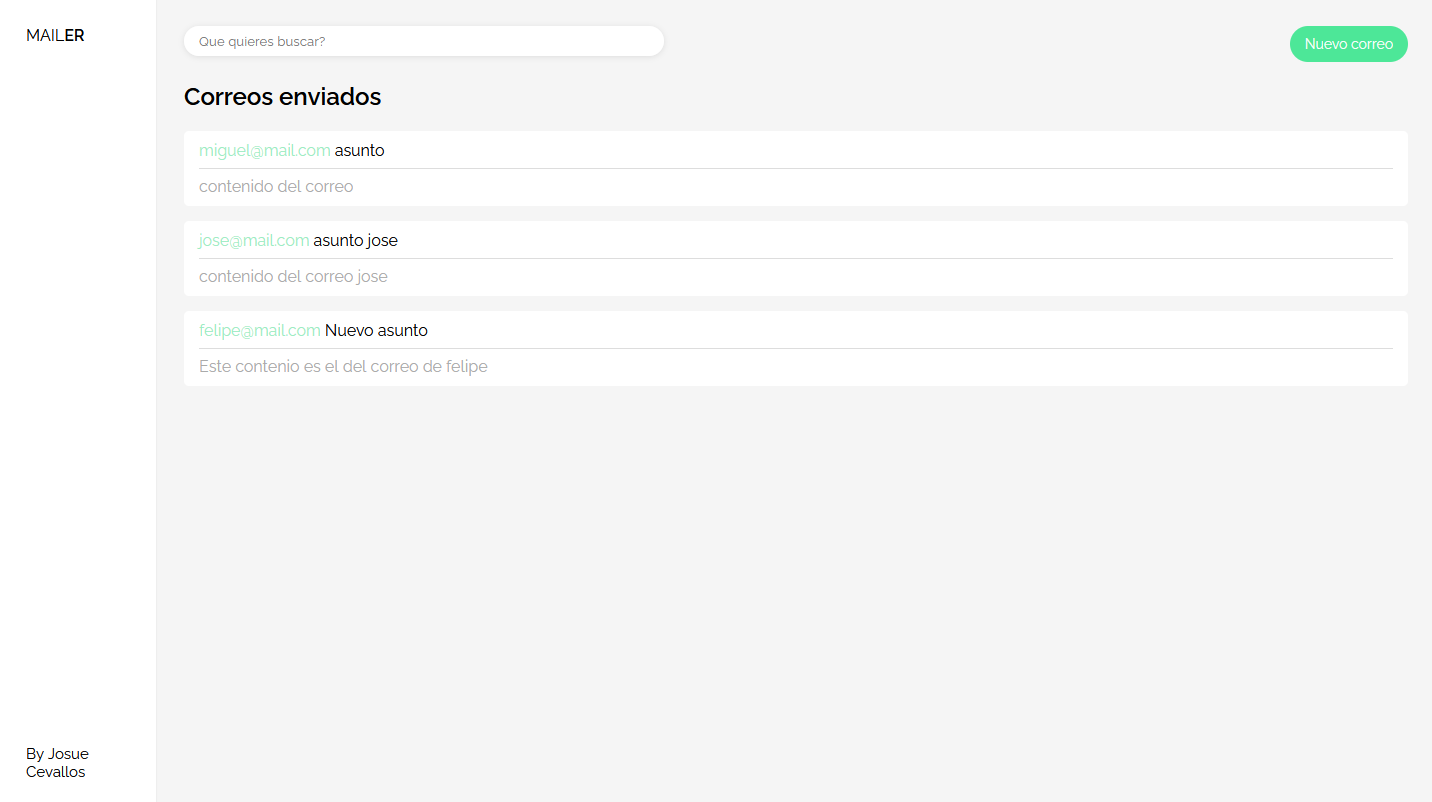 MAILER
Que quieres buscar?
Nuevo correo
Correos enviados
miguel@mail.com asunto
contenido del correo
jose@mail.com asunto jose
contenido del correo jose
felipe@mail.com Nuevo asunto
Este contenio es el del correo de felipe
By Josue
Cevallos